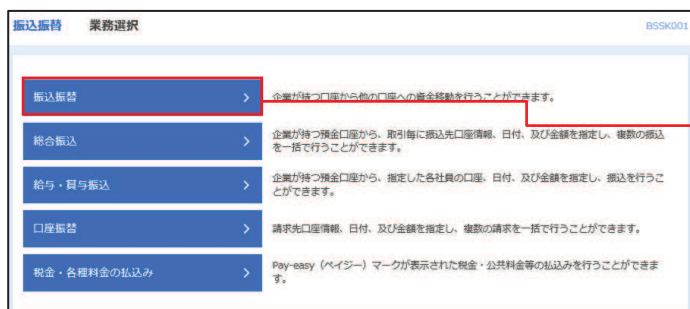 振込振替 業務選択 BSSK001
振込振替 企業が持つ口座から他の口座への資金移動を行うことができます。
総合振込 企業が持つ預金口座から、取引毎に振込先口座情報、日付、及び金額を指定し、複数の振込
を一括で行うことができます。
給与・賞与振込 企業が持つ預金口座から、指定した各社員の口座、日付、及び金額を指定し、振込を行うこ
とができます。
口座振替 請求先口座情報、日付、及び金額を指定し、複数の請求を一括で行うことができます。
税金・各種料金の払込み Pay-easy（ペイジー）マークが表示された税金・公共料金等の払込みを行うことができま
す。